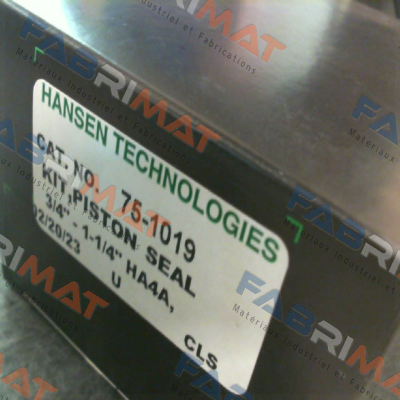 HANSEN TECHNOLOGIES
CAT. NO. 75-1019
KIT, PISTON SEAL
3/4" - 1-1/4" HA4A,
02/20/23 U CLS
FABRIMAT
Matériaux Industriel et Fabrications